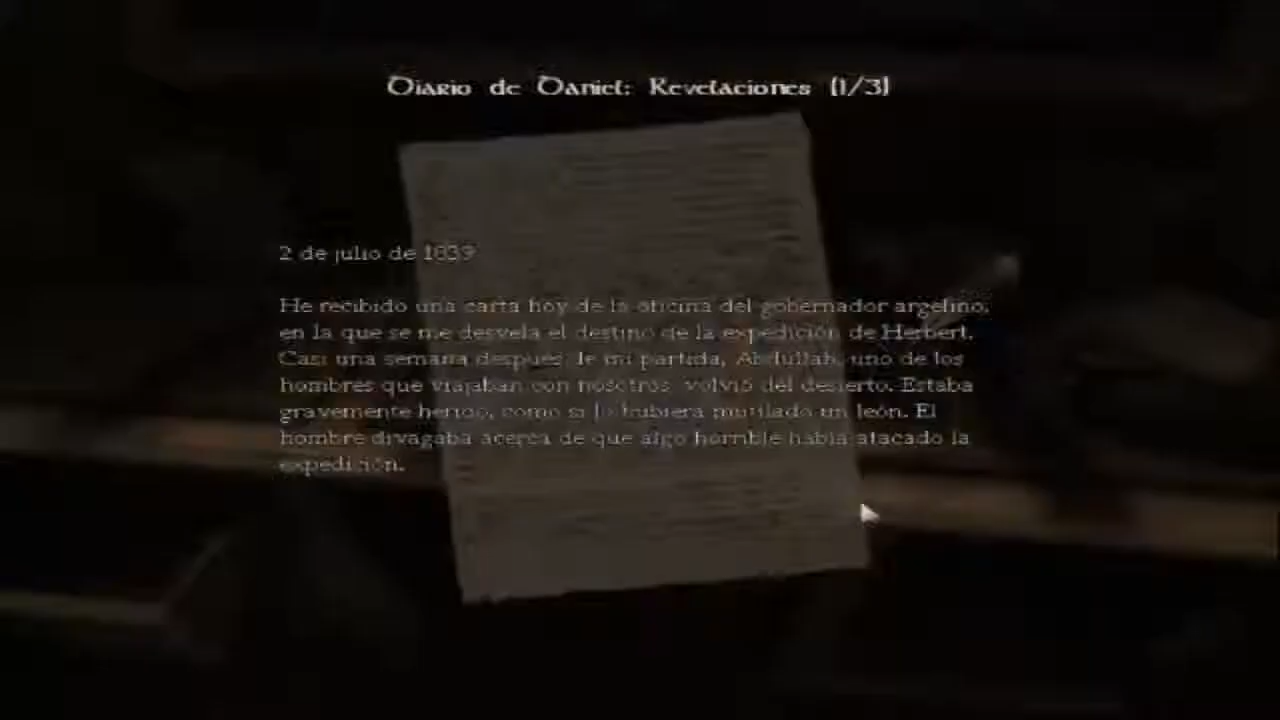 Diario de Daniel: Revelaciones (1/3)
2 de julio de 1839
He recibido una carta hoy de la oficina del gobernador argelino,
en la que se me desvela el destino de la expedición de Herbert.
Casi una semana después de mi partida, Abdullah, uno de los
hombres que viajaban con nosotros, volvió del desierto. Estaba
gravemente herido, como si lo hubiera mutilado un león. El
hombre divagaba acerca de que algo horrible había atacado la
expedición.